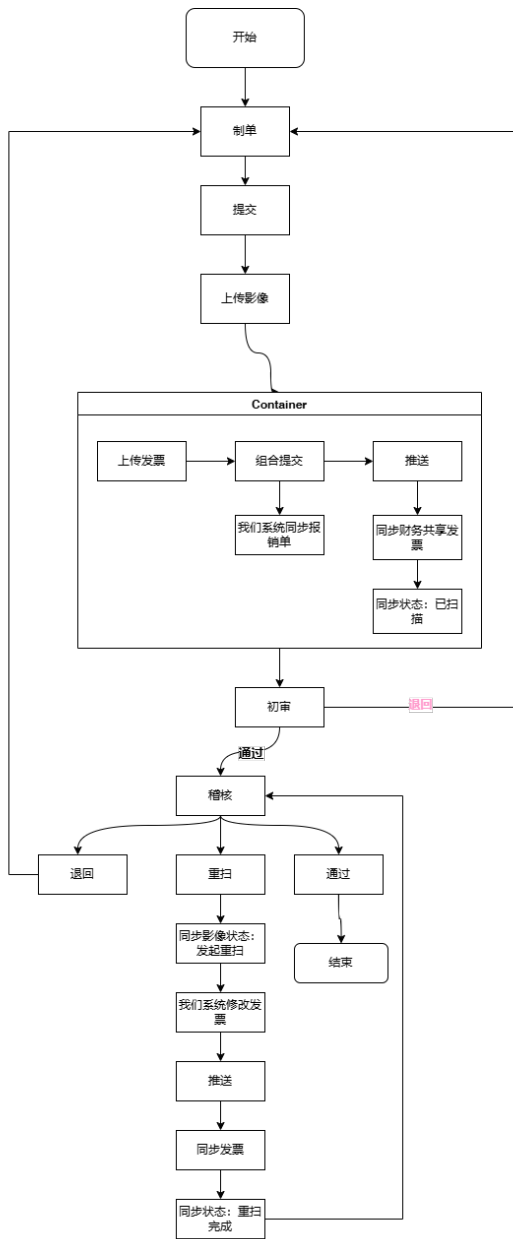 开始
制单
提交
上传影像
Container
上传发票
组合提交
推送
我们系统同步报
销单
同步财务共享发
票
同步状态：已扫
描
初审
退回
通过
稽核
退回
重扫
通过
同步影像状态：
发起重扫
结束
我们系统修改发
票
推送
同步发票
同步状态：重扫
完成